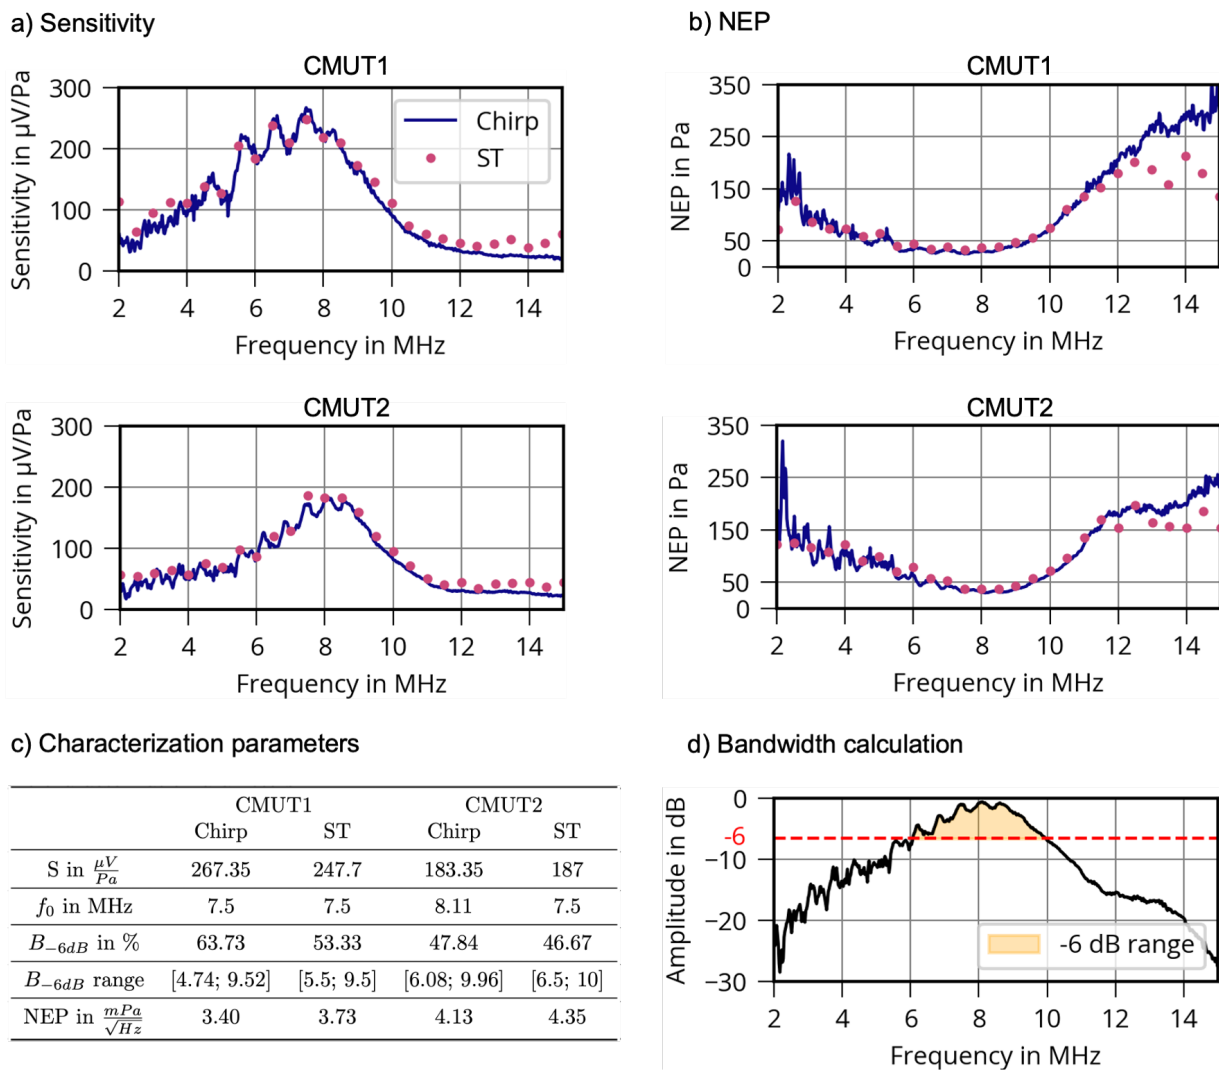 a) Sensitivity
b) NEP
CMUT1
Sensitivity in µV/Pa
300
200
100
0
Chirp
ST
2 4 6 8 10 12 14
Frequency in MHz
CMUT1
NEP in Pa
350
250
150
50
0
2 4 6 8 10 12 14
Frequency in MHz
CMUT2
Sensitivity in µV/Pa
300
200
100
0
2 4 6 8 10 12 14
Frequency in MHz
CMUT2
NEP in Pa
350
250
150
50
0
2 4 6 8 10 12 14
Frequency in MHz
c) Characterization parameters
CMUT1 CMUT2
Chirp ST Chirp ST
S in µV/Pa 267.35 247.7 183.35 187
f₀ in MHz 7.5 7.5 8.11 7.5
B₋₆dB in % 63.73 53.33 47.84 46.67
B₋₆dB range [4.74; 9.52] [5.5; 9.5] [6.08; 9.96] [6.5; 10]
NEP in mPa/√Hz 3.40 3.73 4.13 4.35
d) Bandwidth calculation
Amplitude in dB
0
-6
−10
−20
−30
-6 dB range
2 4 6 8 10 12 14
Frequency in MHz